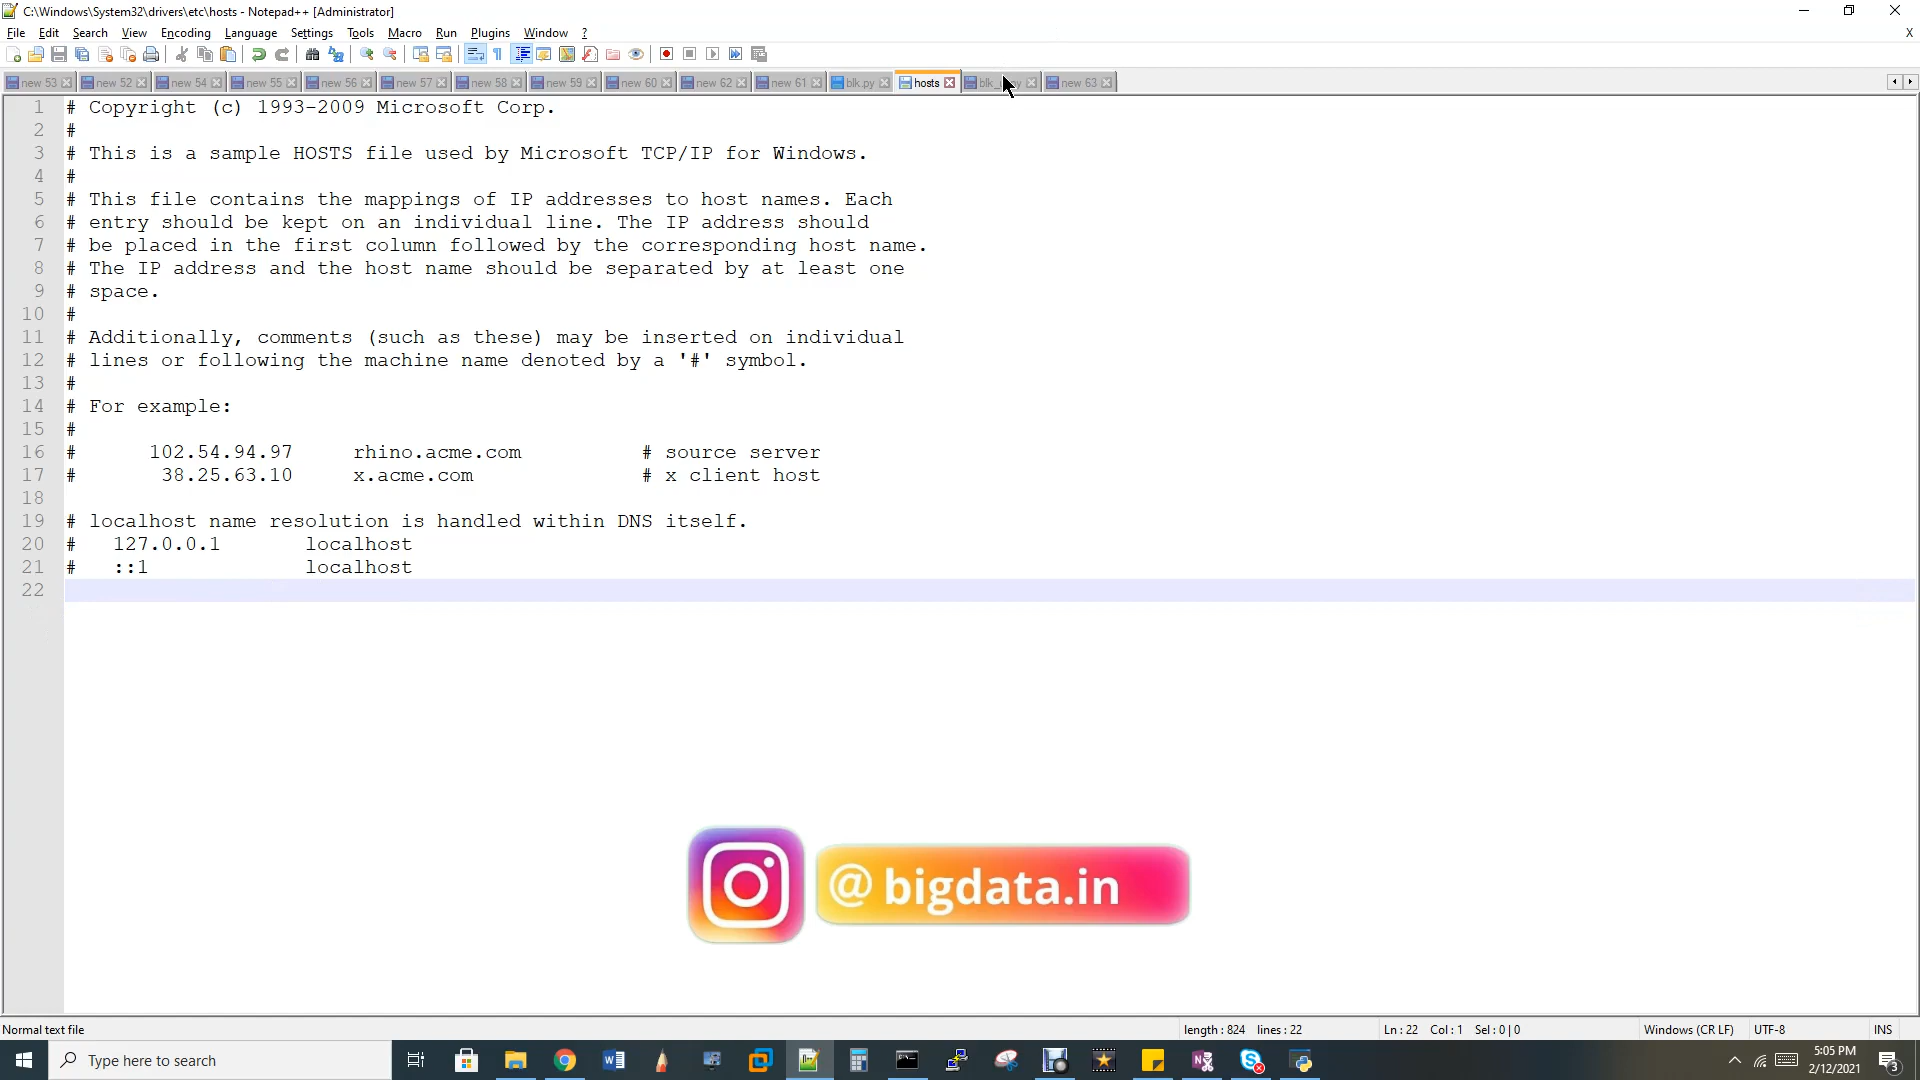 C:\Windows\System32\drivers\etc\hosts - Notepad++ [Administrator]
File Edit Search View Encoding Language Settings Tools Macro Run Plugins Window ? X
new 53 new 52 new 54 new 55 new 56 new 57 new 58 new 59 new 60 new 62 new 61 blk.py hosts new 63
1 # Copyright (c) 1993-2009 Microsoft Corp.
2 #
3 # This is a sample HOSTS file used by Microsoft TCP/IP for Windows.
4 #
5 # This file contains the mappings of IP addresses to host names. Each
6 # entry should be kept on an individual line. The IP address should
7 # be placed in the first column followed by the corresponding host name.
8 # The IP address and the host name should be separated by at least one
9 # space.
10 #
11 # Additionally, comments (such as these) may be inserted on individual
12 # lines or following the machine name denoted by a '#' symbol.
13 #
14 # For example:
15 #
16 # 102.54.94.97 rhino.acme.com # source server
17 # 38.25.63.10 x.acme.com # x client host
18
19 # localhost name resolution is handled within DNS itself.
20 # 127.0.0.1 localhost
21 # ::1 localhost
22
@ bigdata.in
Normal text file length : 824 lines : 22 Ln : 22 Col : 1 Sel : 0 | 0 Windows (CR LF) UTF-8 INS
Type here to search
5:05 PM
2/12/2021
3